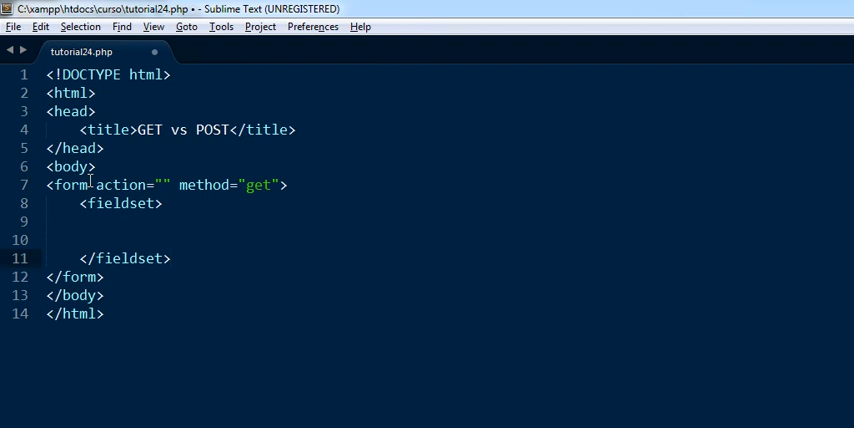 C:\xampp\htdocs\curso\tutorial24.php • - Sublime Text (UNREGISTERED)
File Edit Selection Find View Goto Tools Project Preferences Help
tutorial24.php
1 <!DOCTYPE html>
2 <html>
3 <head>
4 <title>GET vs POST</title>
5 </head>
6 <body>
7 <form action="" method="get">
8 <fieldset>
9
10
11 </fieldset>
12 </form>
13 </body>
14 </html>